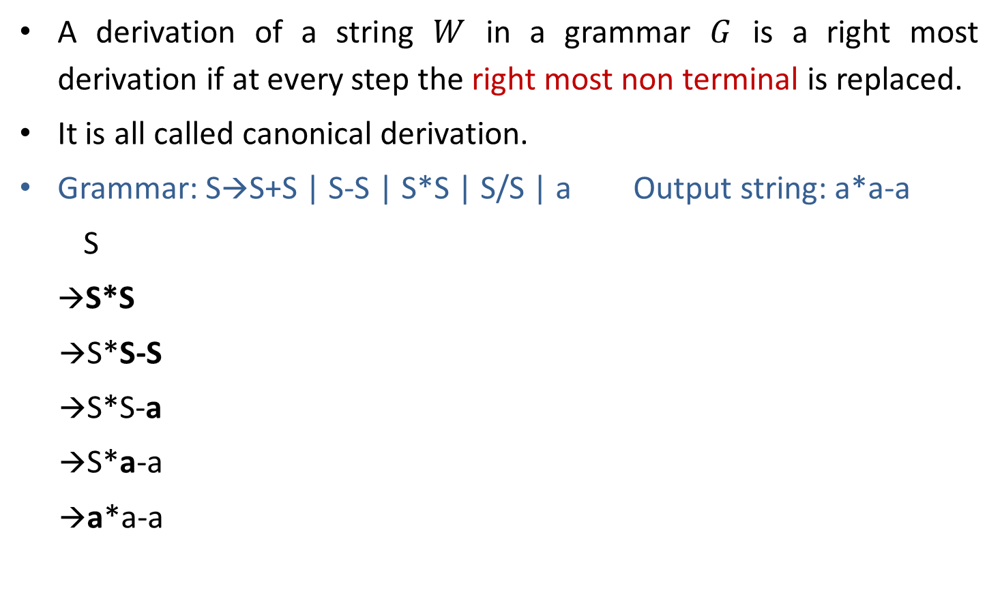 • A derivation of a string 𝑊 in a grammar 𝐺 is a right most
derivation if at every step the right most non terminal is replaced.
• It is all called canonical derivation.
• Grammar: S→S+S | S-S | S*S | S/S | a Output string: a*a-a
S
→S*S
→S*S-S
→S*S-a
→S*a-a
→a*a-a